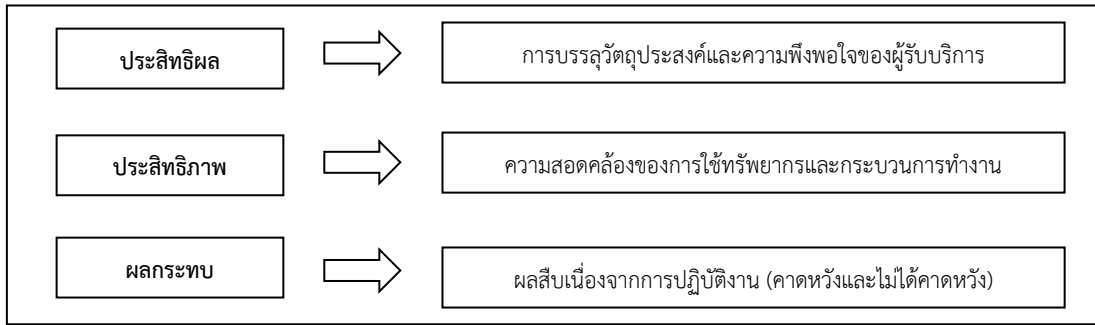 ประสิทธิผล
การบรรลุวัตถุประสงค์และความพึงพอใจของผู้รับบริการ
ประสิทธิภาพ
ความสอดคล้องของการใช้ทรัพยากรและกระบวนการทำงาน
ผลกระทบ
ผลสืบเนื่องจากการปฏิบัติงาน (คาดหวังและไม่ได้คาดหวัง)